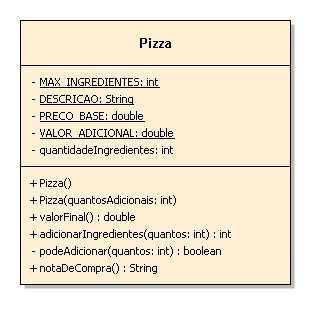 Pizza
- MAX_INGREDIENTES: int
- DESCRICAO: String
- PRECO_BASE: double
- VALOR_ADICIONAL: double
- quantidadeIngredientes: int
+ Pizza()
+ Pizza(quantosAdicionais: int)
+ valorFinal() : double
+ adicionarIngredientes(quantos: int) : int
- podeAdicionar(quantos: int) : boolean
+ notaDeCompra() : String